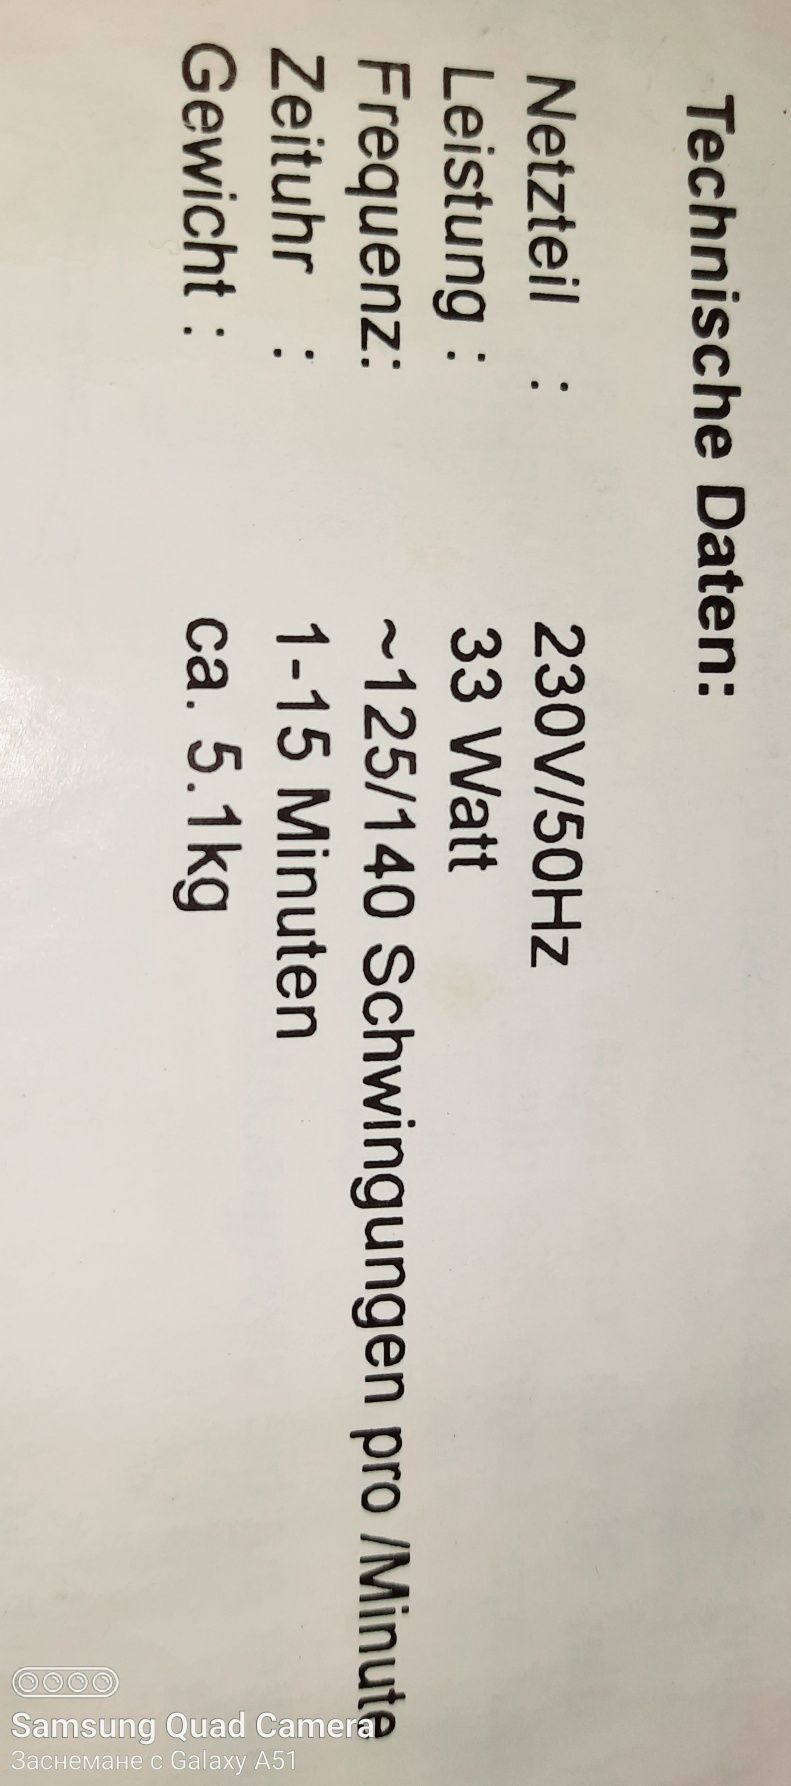 Technische Daten:
Netzteil : 230V/50Hz
Leistung : 33 Watt
Frequenz: ~125/140 Schwingungen pro /Minute
Zeituhr : 1-15 Minuten
Gewicht : ca. 5.1kg
Samsung Quad Camera
Заснемане с Galaxy A51